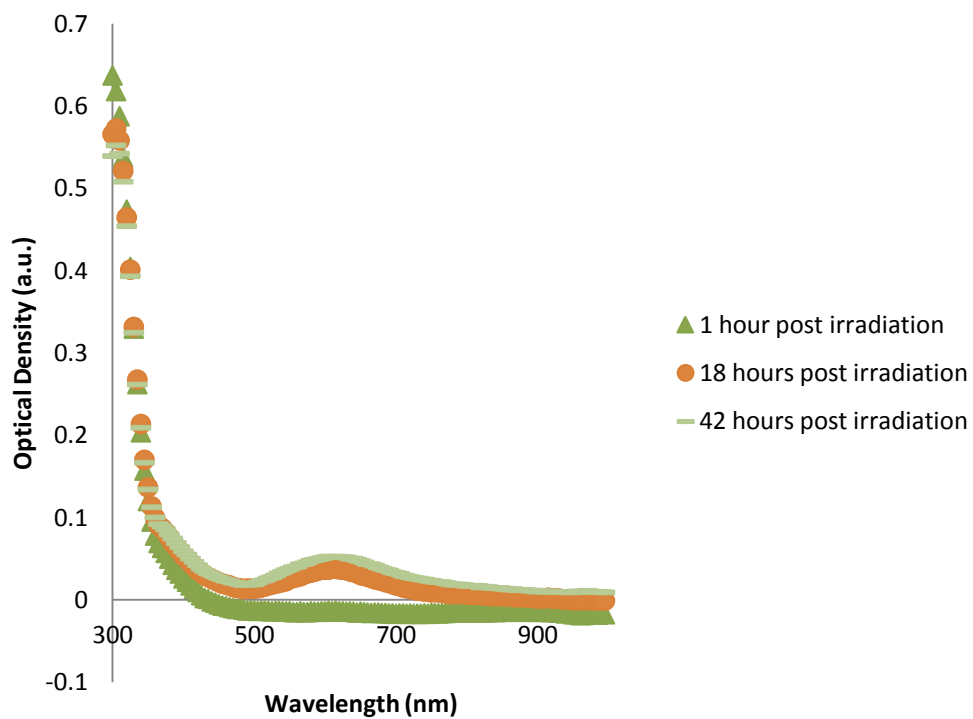 0.7
0.6
0.5
0.4
0.3
0.2
0.1
0
-0.1
300 500 700 900
Optical Density (a.u.)
Wavelength (nm)
1 hour post irradiation
18 hours post irradiation
42 hours post irradiation